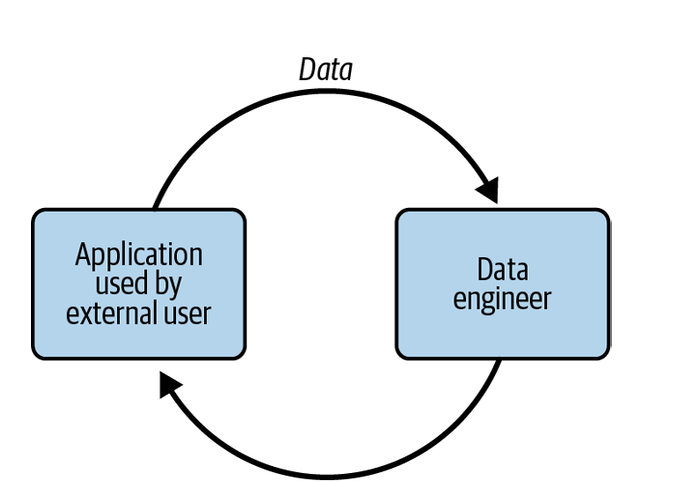 Data
Application
used by
external user
Data
engineer